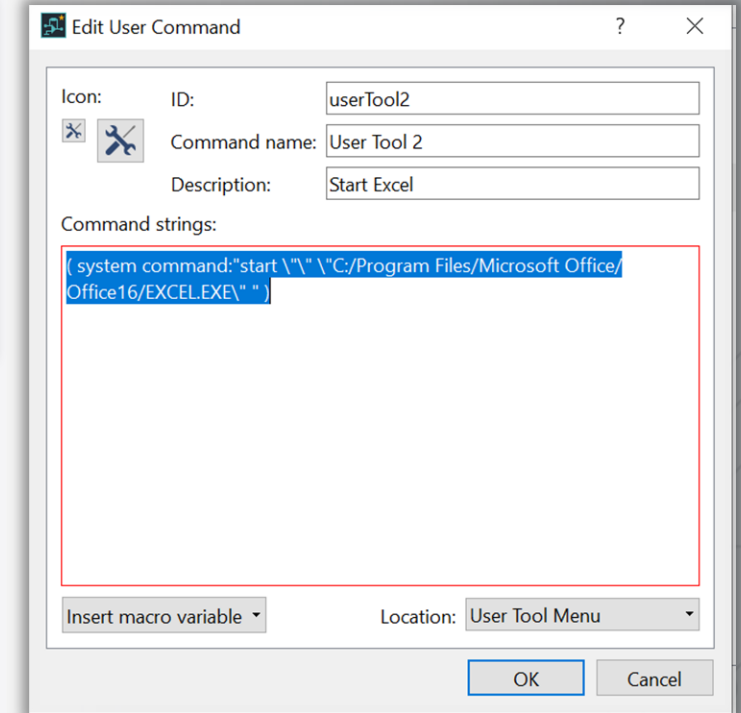 Edit User Command
?
Icon:
ID:
userTool2
Command name:
User Tool 2
Description:
Start Excel
Command strings:
( system command:"start \"\" \"C:/Program Files/Microsoft Office/
Office16/EXCEL.EXE\" " )
Insert macro variable
Location:
User Tool Menu
OK
Cancel